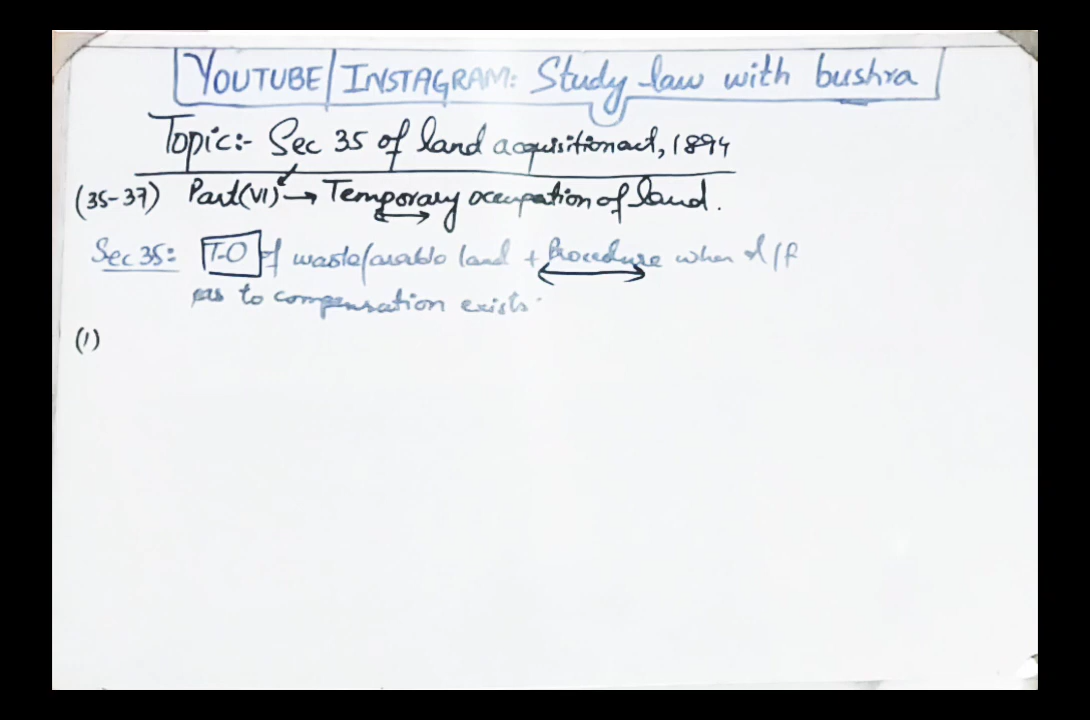 YOUTUBE/INSTAGRAM: Study law with bushra
Topic:- Sec 35 of land acquisition act, 1894
(35-37) Part(VI) → Temporary occupation of land.
Sec 35: T-O of waste/arable land + Procedure when d/f
as to compensation exists.
(1)